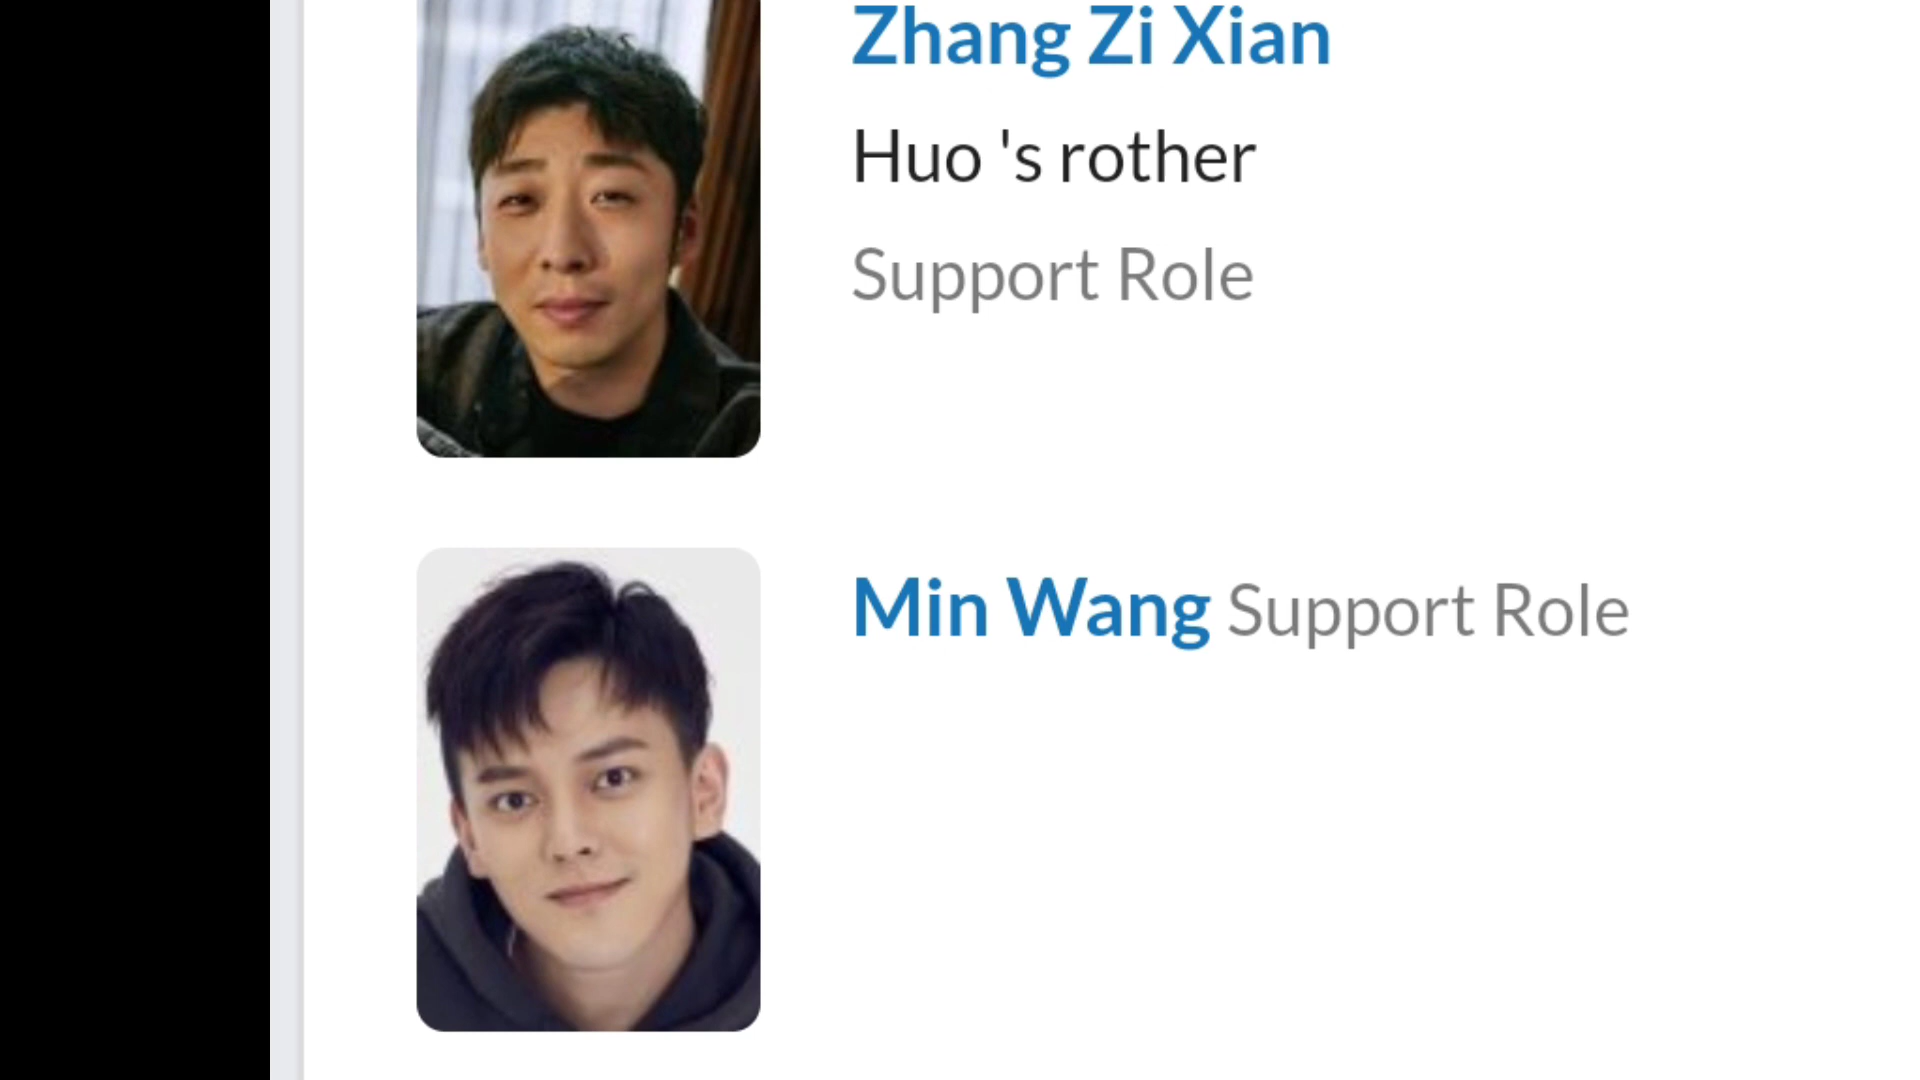 Zhang Zi Xian
Huo 's rother
Support Role
Min Wang Support Role